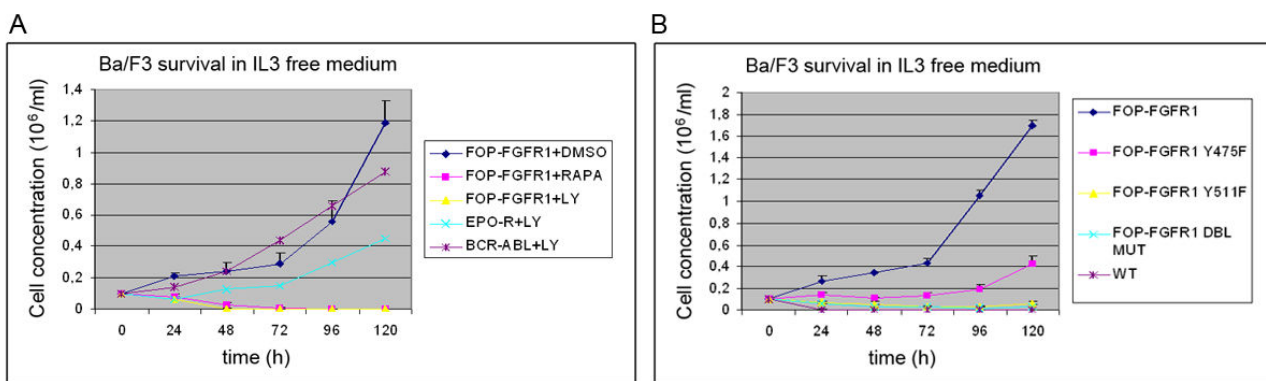 A
Ba/F3 survival in IL3 free medium
Cell concentration (10⁶/ml)
1.4
1.2
1
0.8
0.6
0.4
0.2
0
0 24 48 72 96 120
time (h)
FOP-FGFR1+DMSO
FOP-FGFR1+RAPA
FOP-FGFR1+LY
EPO-R+LY
BCR-ABL+LY
B
Ba/F3 survival in IL3 free medium
Cell concentration (10⁶/ml)
2
1.8
1.6
1.4
1.2
1
0.8
0.6
0.4
0.2
0
0 24 48 72 96 120
time (h)
FOP-FGFR1
FOP-FGFR1 Y475F
FOP-FGFR1 Y511F
FOP-FGFR1 DBL
MUT
WT